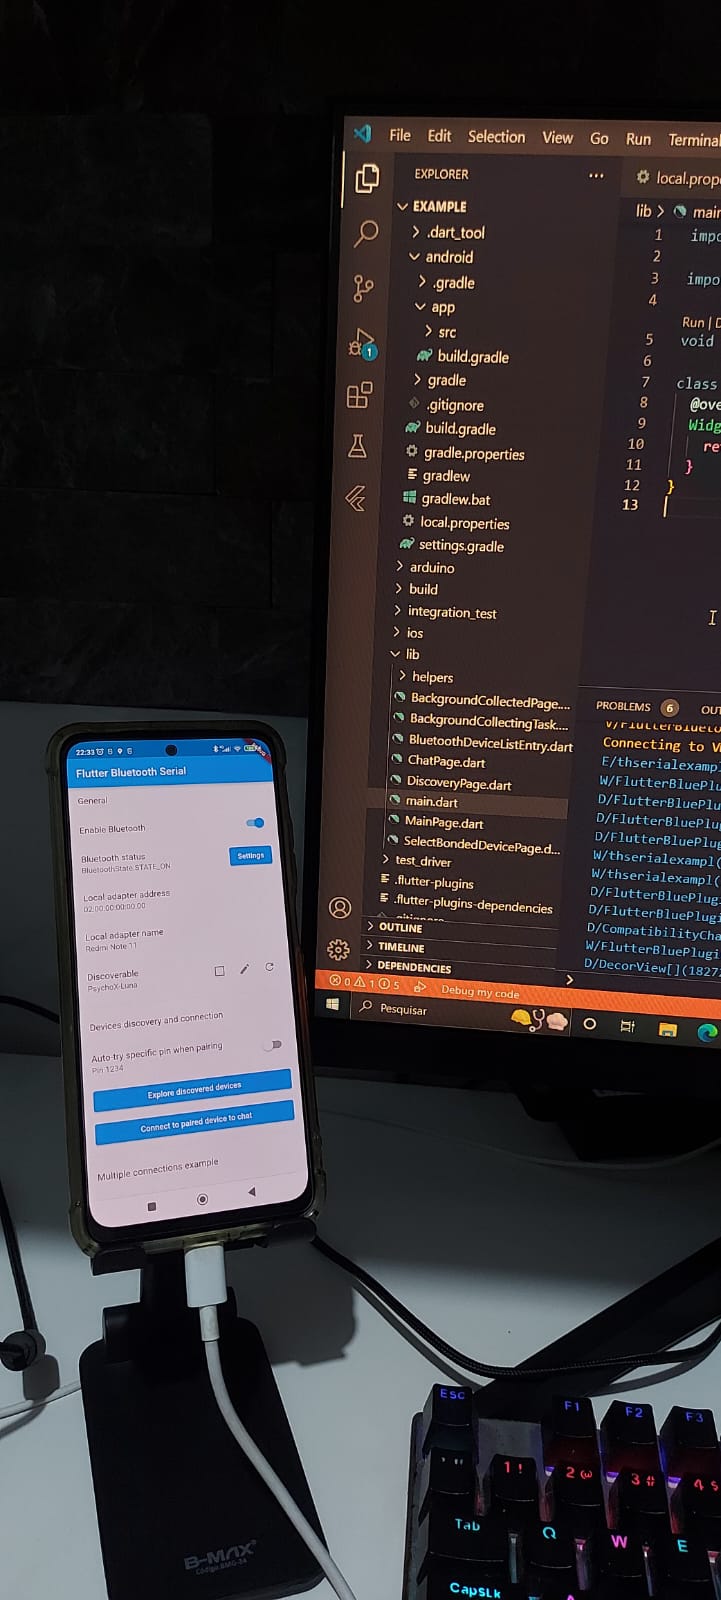 File Edit Selection View Go Run Terminal
EXPLORER ...
local.prope
EXAMPLE
.dart_tool
android
.gradle
app
src
build.gradle
gradle
.gitignore
build.gradle
gradle.properties
gradlew
gradlew.bat
local.properties
settings.gradle
arduino
build
integration_test
ios
lib
helpers
BackgroundCollectedPage....
BackgroundCollectingTask....
BluetoothDeviceListEntry.dart
ChatPage.dart
DiscoveryPage.dart
main.dart
MainPage.dart
SelectBondedDevicePage.d...
test_driver
.flutter-plugins
.flutter-plugins-dependencies
OUTLINE
TIMELINE
DEPENDENCIES
0 1 5 Debug my code
Pesquisar
lib > main
1 impo
2
3 impo
4
Run | D
5 void
6
7 class
8 @ove
9 Widg
10 re
11 }
12 }
13
PROBLEMS 6 OUT
Connecting to V
E/thserialexamp
W/FlutterBluePlu
D/FlutterBluePlu
D/FlutterBluePlu
D/FlutterBluePlug
W/thserialexampl(
W/thserialexampl(
D/FlutterBluePlugi
D/FlutterBluePlugi
D/CompatibilityCha
W/FlutterBluePlugi
D/DecorView[](1827
22:33
Flutter Bluetooth Serial
General
Enable Bluetooth
Bluetooth status
BluetoothState.STATE_ON
Settings
Local adapter address
02:00:00:00:00:00
Local adapter name
Redmi Note 11
Discoverable
PsychoX-Luna
Devices discovery and connection
Auto-try specific pin when pairing
Pin 1234
Explore discovered devices
Connect to paired device to chat
Multiple connections example
B-MAX
Código:BMG-34
ESC F1 F2 F3
' " 1 ! 2 @ 3 # 4 $
Tab Q W E
CapsLk